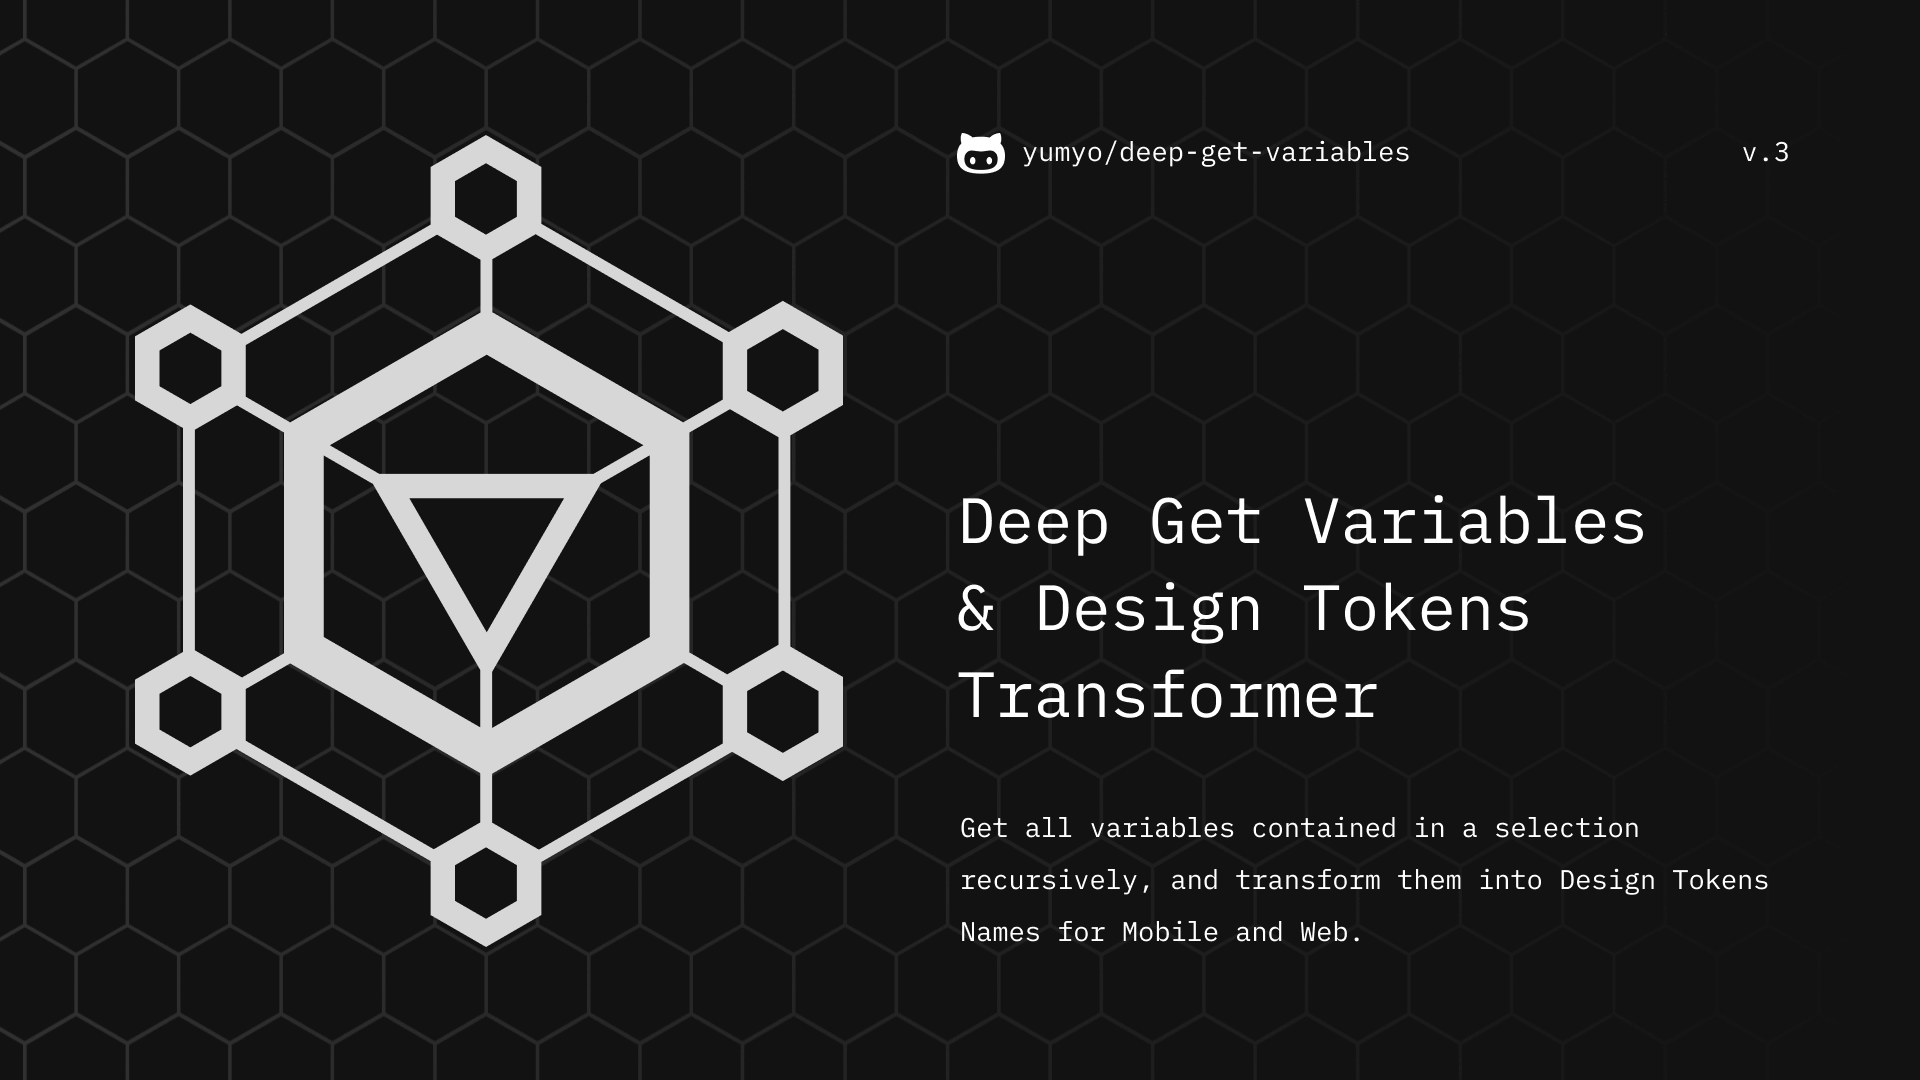 yumyo/deep-get-variables
v.3
Deep Get Variables
& Design Tokens
Transformer
Get all variables contained in a selection
recursively, and transform them into Design Tokens
Names for Mobile and Web.